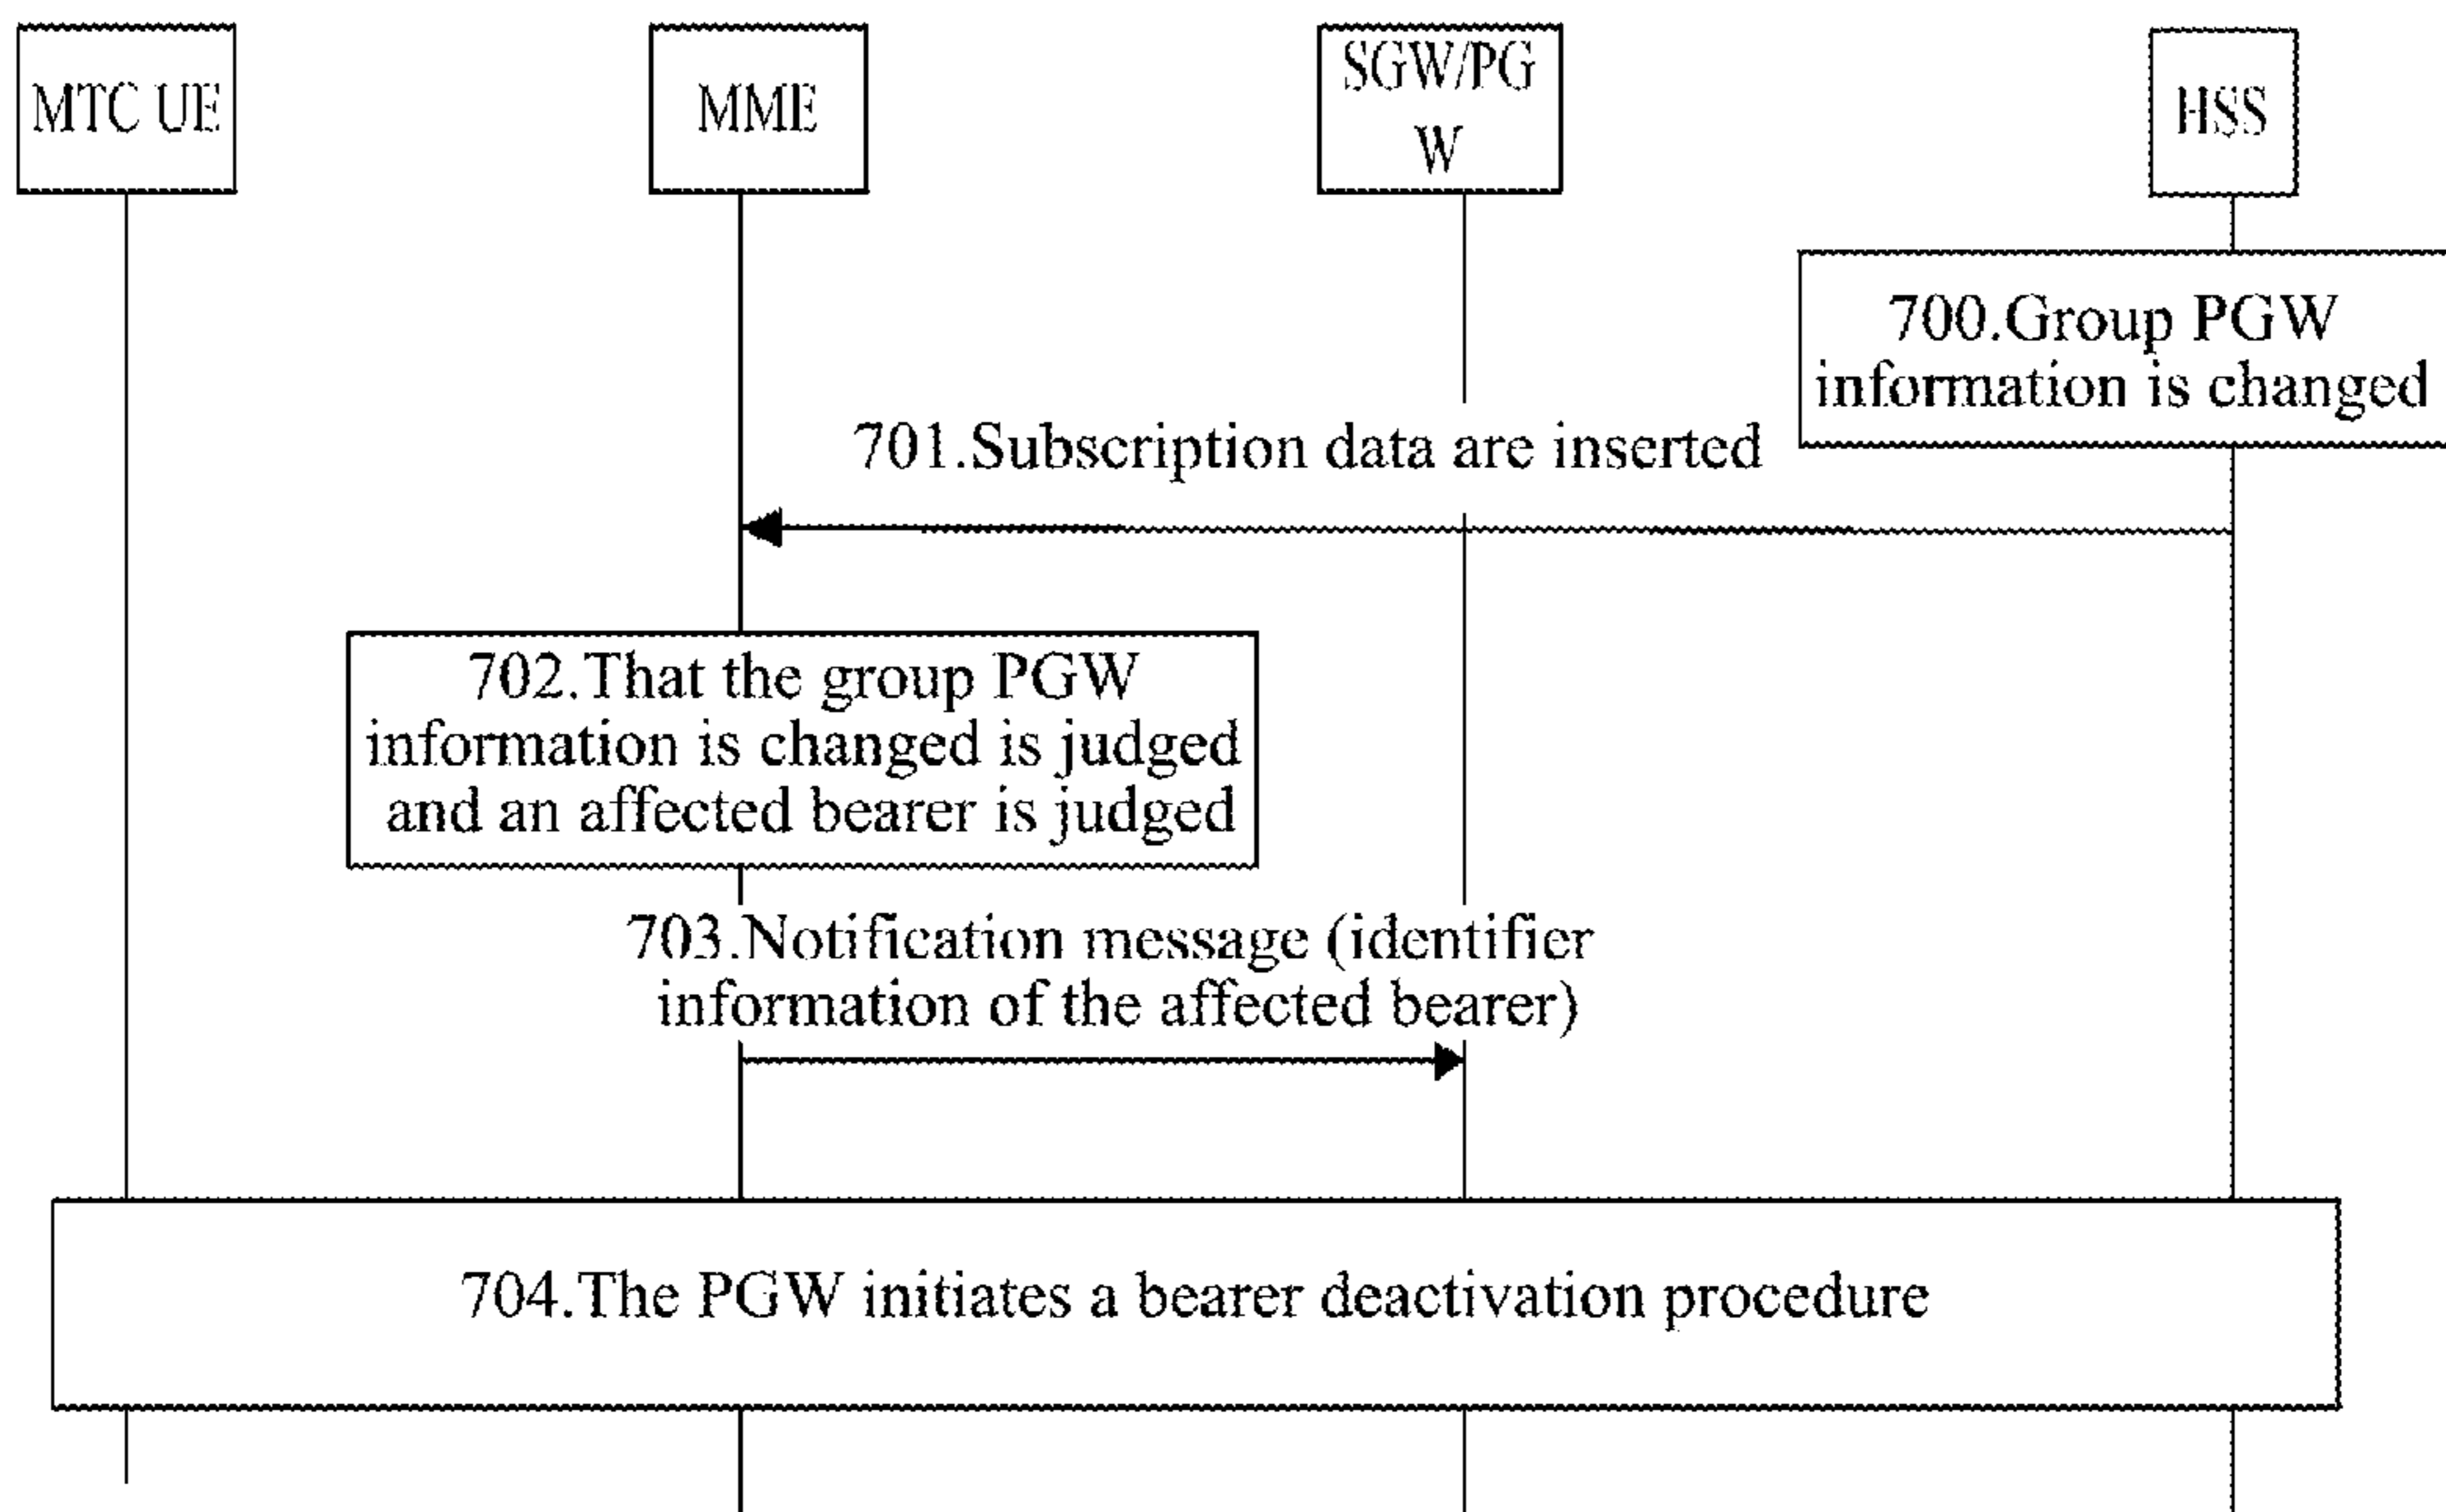 MTC UE
MME
SGW/PG
W
HSS
700.Group PGW
information is changed
701.Subscription data are inserted
702.That the group PGW
information is changed is judged
and an affected bearer is judged
703.Notification message (identifier
information of the affected bearer)
704.The PGW initiates a bearer deactivation procedure